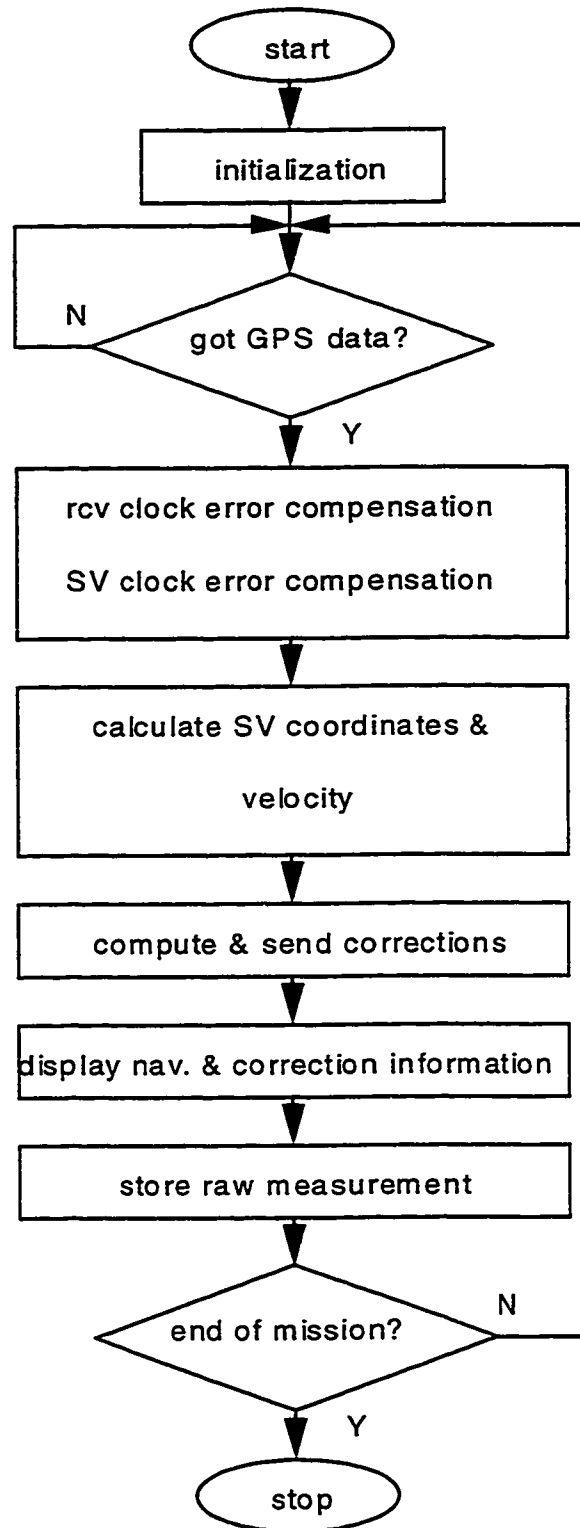 start
initialization
N
got GPS data?
Y
rcv clock error compensation
SV clock error compensation
calculate SV coordinates &
velocity
compute & send corrections
display nav. & correction information
store raw measurement
N
end of mission?
Y
stop